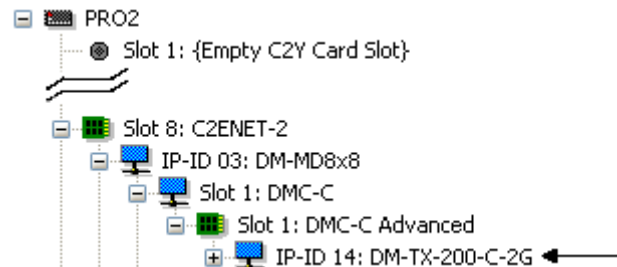 PRO2
Slot 1: {Empty C2Y Card Slot}
Slot 8: C2ENET-2
IP-ID 03: DM-MD8x8
Slot 1: DMC-C
Slot 1: DMC-C Advanced
IP-ID 14: DM-TX-200-C-2G